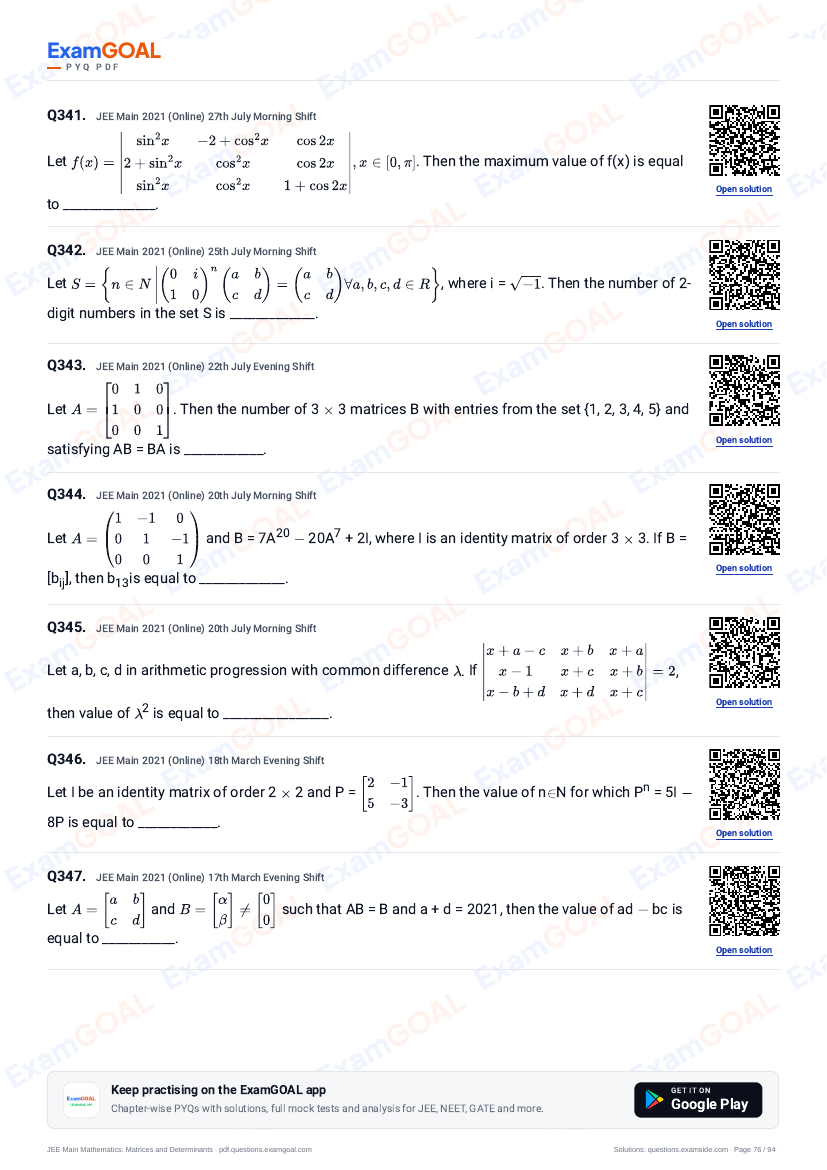 ExamGOAL
PYQ PDF
Q341. JEE Main 2021 (Online) 27th July Morning Shift
Let f(x) = | sin²x −2 + cos²x cos 2x |
| 2 + sin²x cos²x cos 2x |
| sin²x cos²x 1 + cos 2x | , x ∈ [0, π]. Then the maximum value of f(x) is equal
to ______________.
Open solution
Q342. JEE Main 2021 (Online) 25th July Morning Shift
Let S = { n ∈ N | (0 i; 1 0)ⁿ (a b; c d) = (a b; c d) ∀a, b, c, d ∈ R }, where i = √−1. Then the number of 2-
digit numbers in the set S is _____________.
Open solution
Q343. JEE Main 2021 (Online) 22th July Evening Shift
Let A = [0 1 0; 1 0 0; 0 0 1]. Then the number of 3 × 3 matrices B with entries from the set {1, 2, 3, 4, 5} and
satisfying AB = BA is ____________.
Open solution
Q344. JEE Main 2021 (Online) 20th July Morning Shift
Let A = (1 −1 0; 0 1 −1; 0 0 1) and B = 7A²⁰ − 20A⁷ + 2I, where I is an identity matrix of order 3 × 3. If B =
[bᵢⱼ], then b₁₃is equal to _____________.
Open solution
Q345. JEE Main 2021 (Online) 20th July Morning Shift
Let a, b, c, d in arithmetic progression with common difference λ. If | x + a − c x + b x + a |
| x − 1 x + c x + b |
| x − b + d x + d x + c | = 2,
then value of λ² is equal to ________________.
Open solution
Q346. JEE Main 2021 (Online) 18th March Evening Shift
Let I be an identity matrix of order 2 × 2 and P = [2 −1; 5 −3]. Then the value of n∈N for which Pⁿ = 5I −
8P is equal to ____________.
Open solution
Q347. JEE Main 2021 (Online) 17th March Evening Shift
Let A = [a b; c d] and B = [α; β] ≠ [0; 0] such that AB = B and a + d = 2021, then the value of ad − bc is
equal to ___________.
Open solution
Keep practising on the ExamGOAL app
Chapter-wise PYQs with solutions, full mock tests and analysis for JEE, NEET, GATE and more.
GET IT ON
Google Play
JEE Main Mathematics: Matrices and Determinants · pdf.questions.examgoal.com
Solutions: questions.examside.com · Page 76 / 94